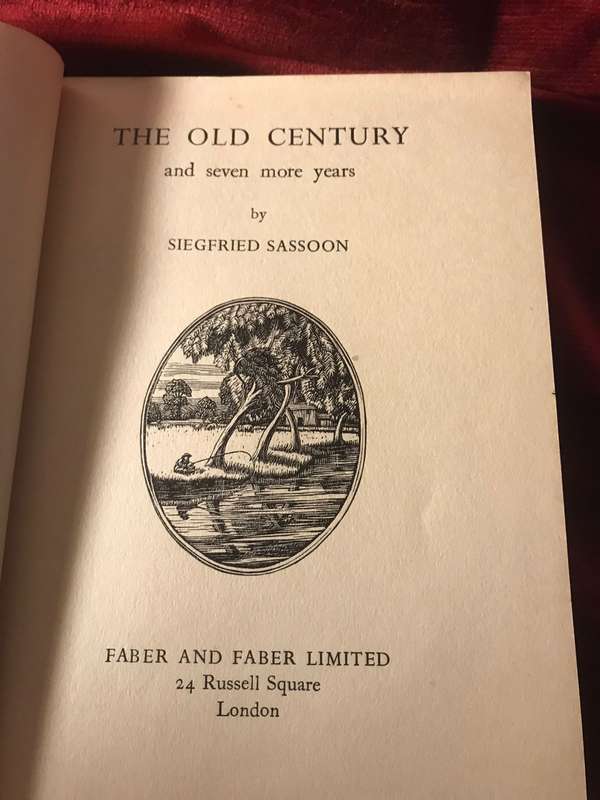 THE OLD CENTURY
and seven more years
by
SIEGFRIED SASSOON
FABER AND FABER LIMITED
24 Russell Square
London